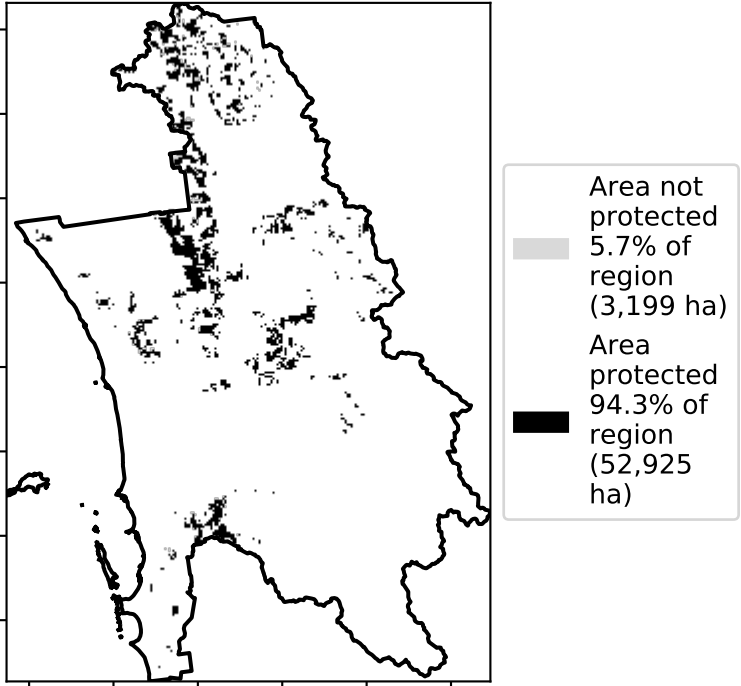 Area not
protected
5.7% of
region
(3,199 ha)
Area
protected
94.3% of
region
(52,925
ha)